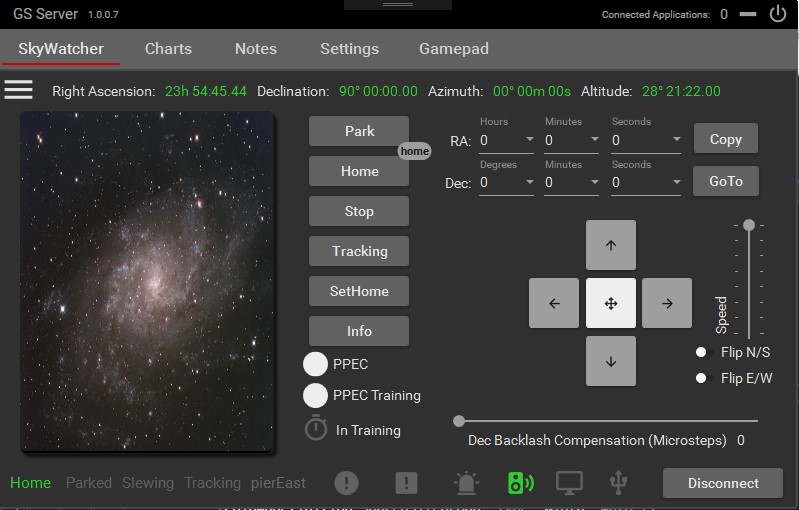 GS Server 1.0.0.7 Connected Applications: 0
SkyWatcher Charts Notes Settings Gamepad
Right Ascension: 23h 54:45.44 Declination: 90° 00:00.00 Azimuth: 00° 00m 00s Altitude: 28° 21:22.00
Park
home
Home
Stop
Tracking
SetHome
Info
PPEC
PPEC Training
In Training
Hours Minutes Seconds
RA: 0 0 0 Copy
Degrees Minutes Seconds
Dec: 0 0 0 GoTo
Speed
Flip N/S
Flip E/W
Dec Backlash Compensation (Microsteps) 0
Home Parked Slewing Tracking pierEast Disconnect